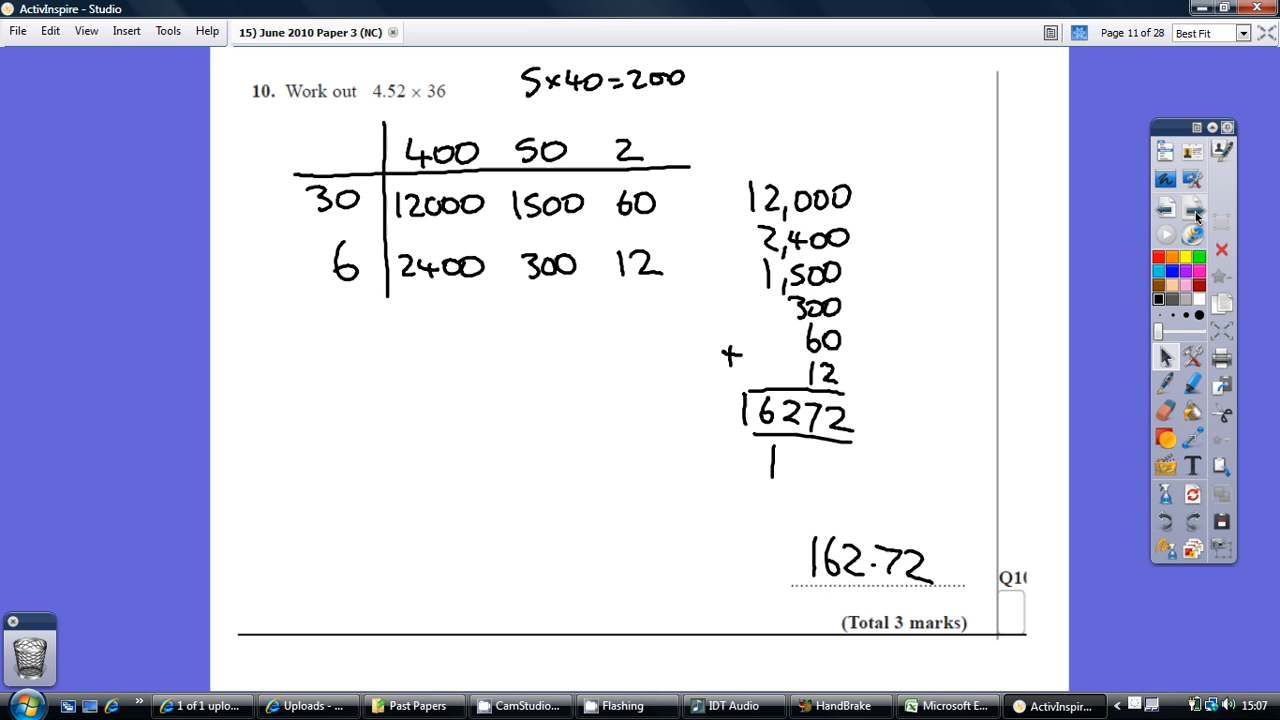 ActivInspire - Studio
File Edit View Insert Tools Help
15) June 2010 Paper 3 (NC)
Page 11 of 28
Best Fit
5×40=200
10. Work out 4.52 × 36
400 50 2
30 12000 1500 60
6 2400 300 12
12,000
2,400
1,500
300
60
+ 12
16272
1
162.72
Q10
(Total 3 marks)
1 of 1 uplo...
Uploads - ...
Past Papers
CamStudio...
Flashing
IDT Audio
HandBrake
Microsoft E...
ActivInspire...
15:07